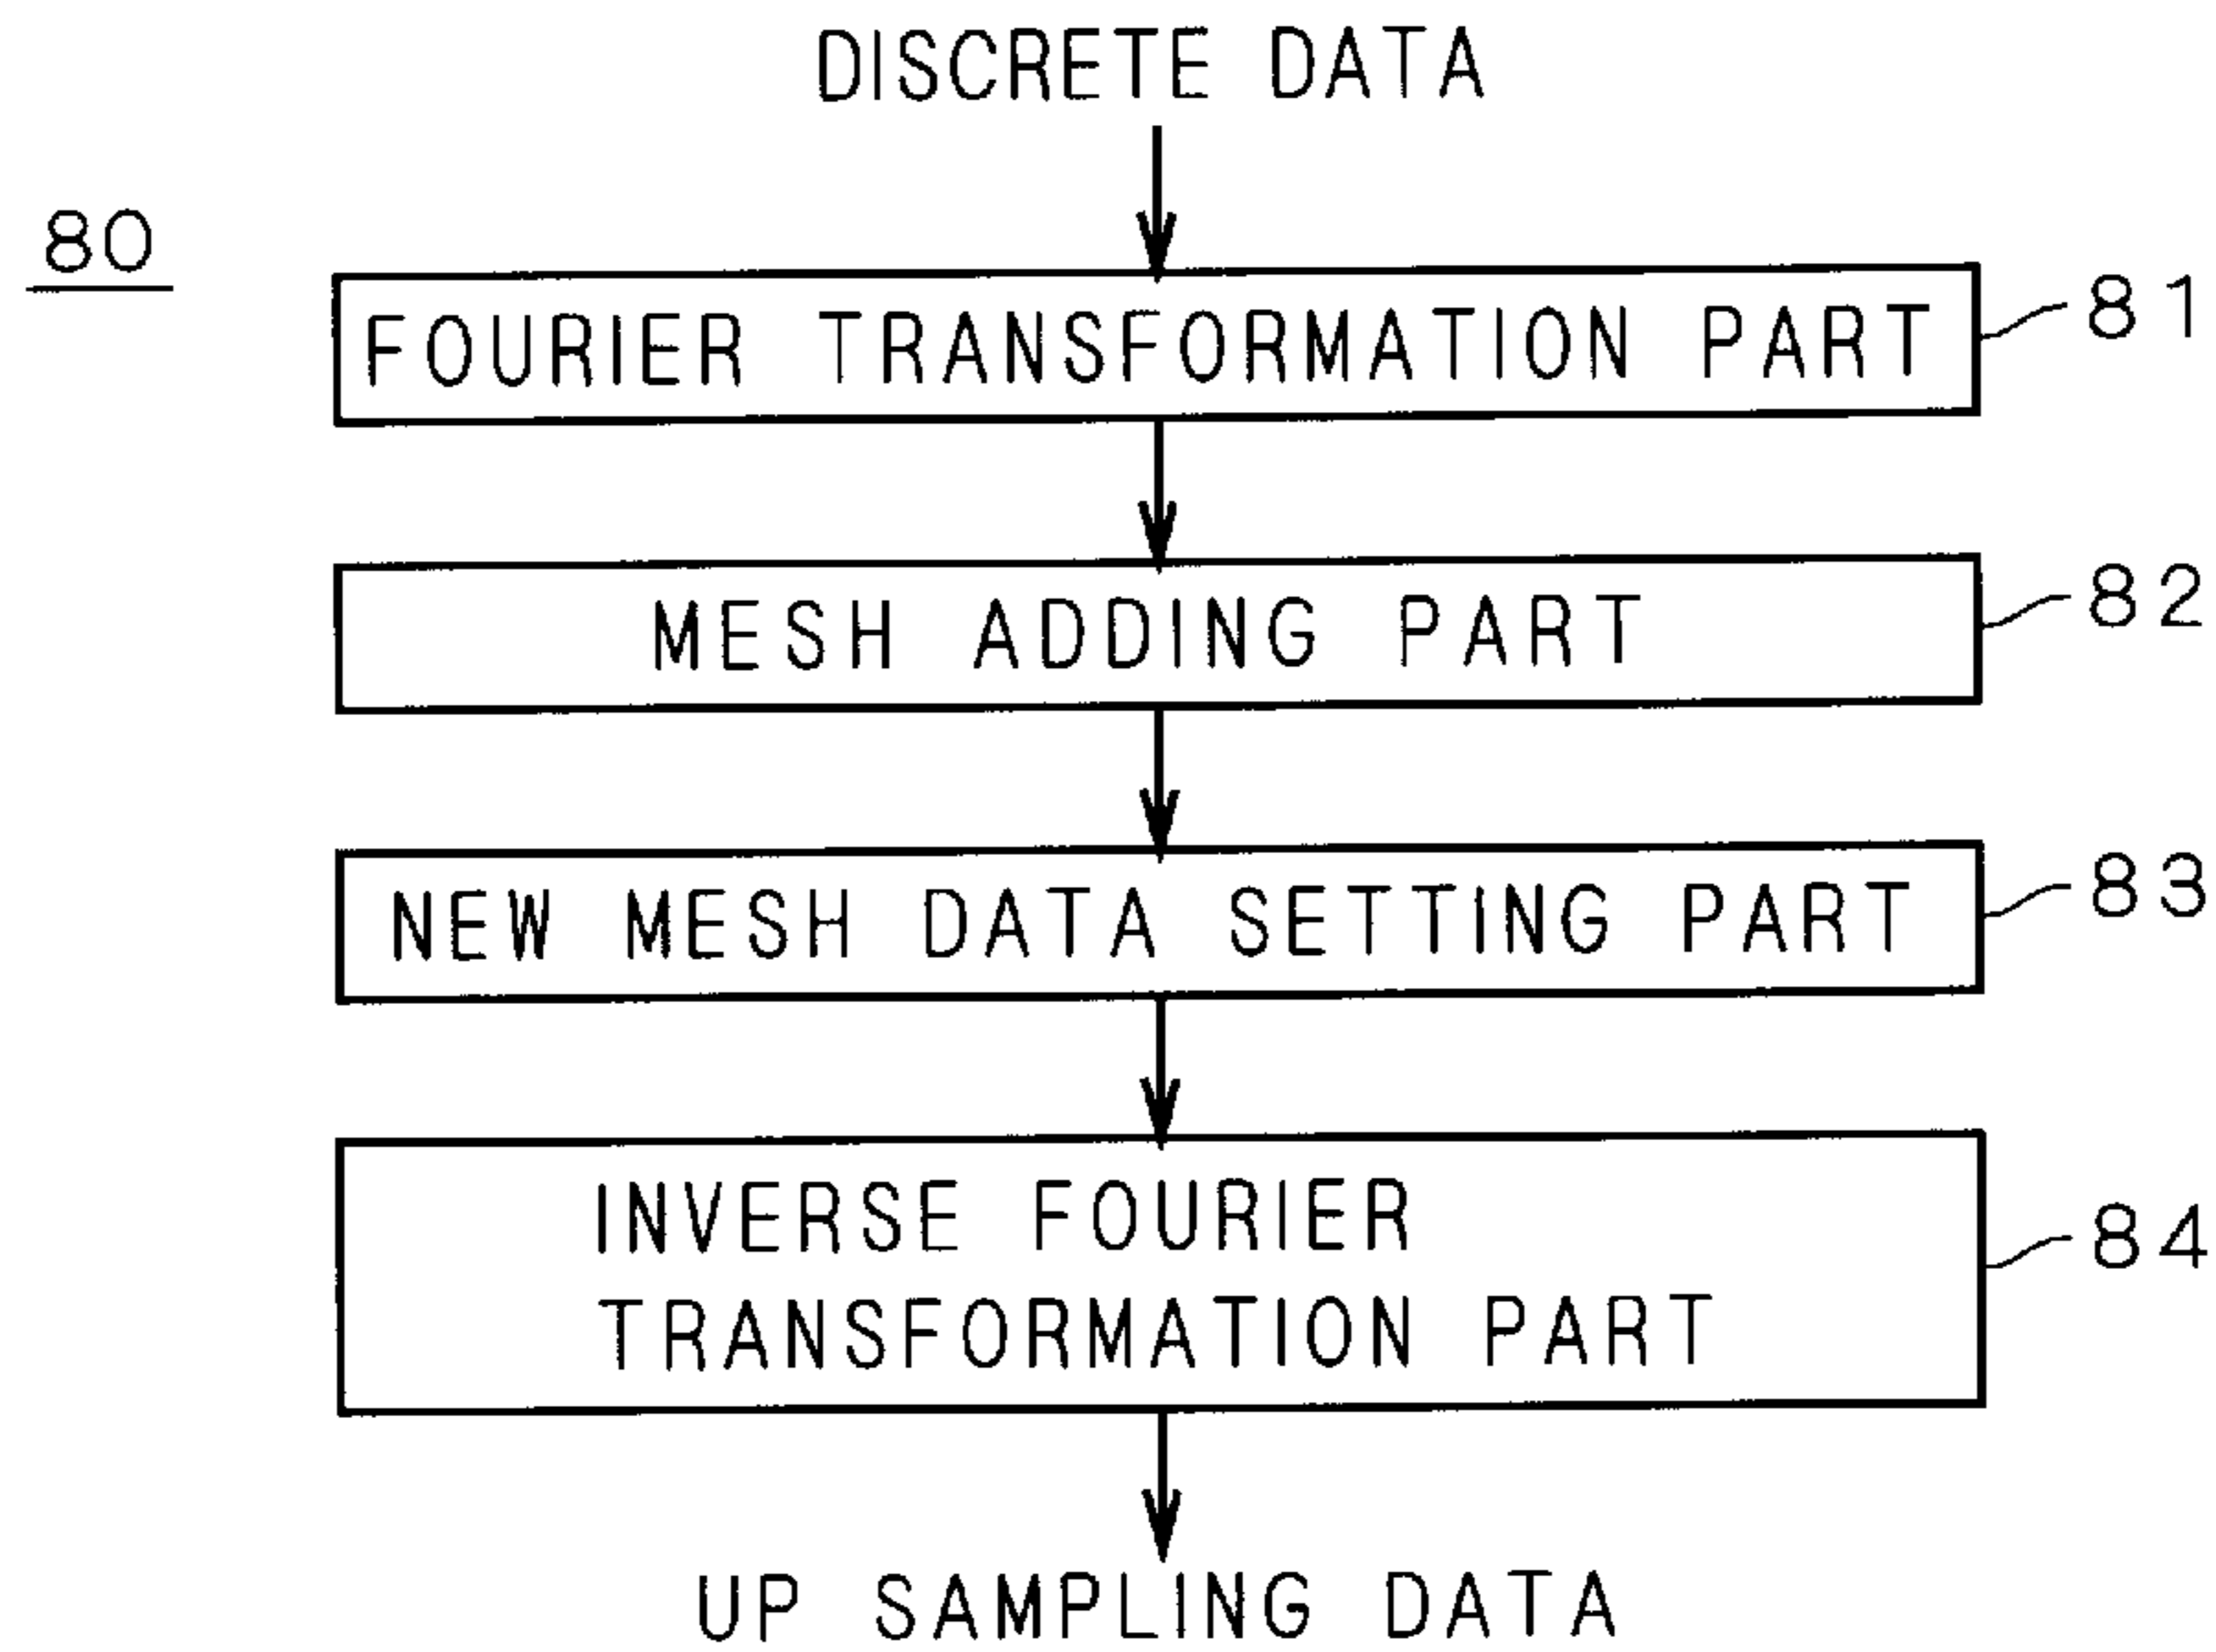 DISCRETE DATA
80
FOURIER TRANSFORMATION PART 81
MESH ADDING PART 82
NEW MESH DATA SETTING PART 83
INVERSE FOURIER
TRANSFORMATION PART 84
UP SAMPLING DATA